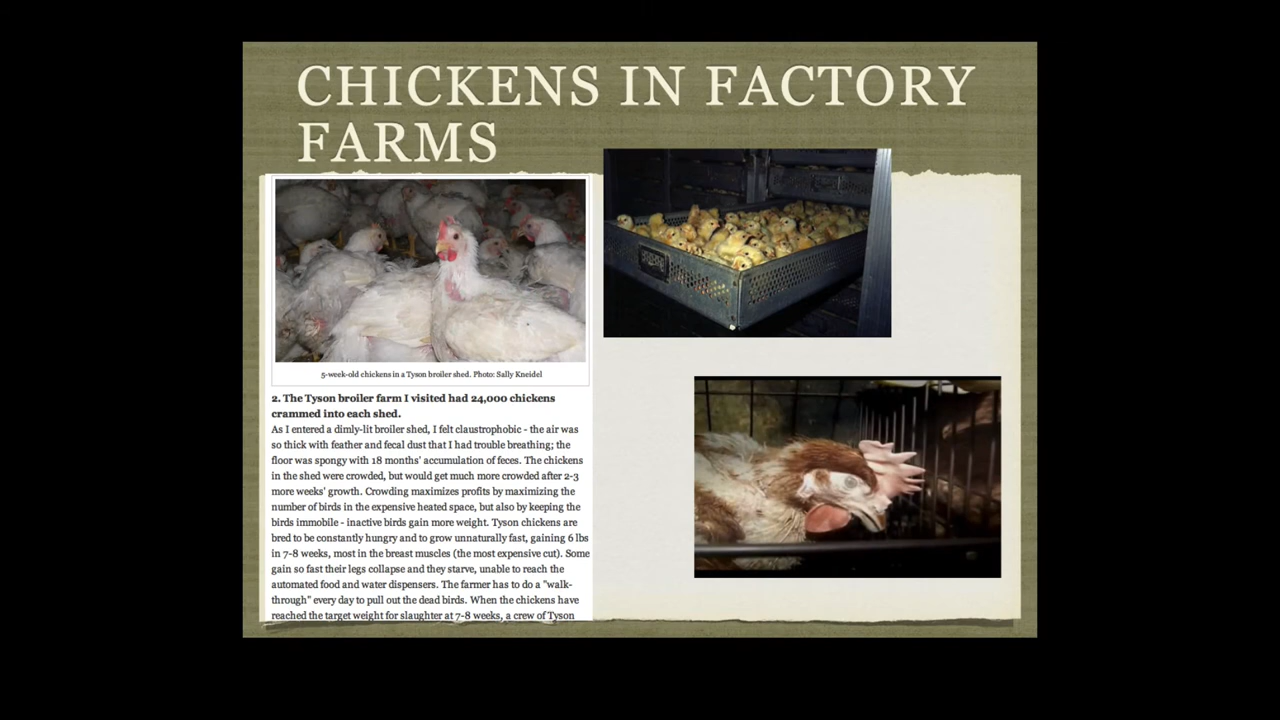 CHICKENS IN FACTORY
FARMS
5-week-old chickens in a Tyson broiler shed. Photo: Sally Kneidel
2. The Tyson broiler farm I visited had 24,000 chickens
crammed into each shed.
As I entered a dimly-lit broiler shed, I felt claustrophobic - the air was
so thick with feather and fecal dust that I had trouble breathing; the
floor was spongy with 18 months' accumulation of feces. The chickens
in the shed were crowded, but would get much more crowded after 2-3
more weeks' growth. Crowding maximizes profits by maximizing the
number of birds in the expensive heated space, but also by keeping the
birds immobile - inactive birds gain more weight. Tyson chickens are
bred to be constantly hungry and to grow unnaturally fast, gaining 6 lbs
in 7-8 weeks, most in the breast muscles (the most expensive cut). Some
gain so fast their legs collapse and they starve, unable to reach the
automated food and water dispensers. The farmer has to do a "walk-
through" every day to pull out the dead birds. When the chickens have
reached the target weight for slaughter at 7-8 weeks, a crew of Tyson